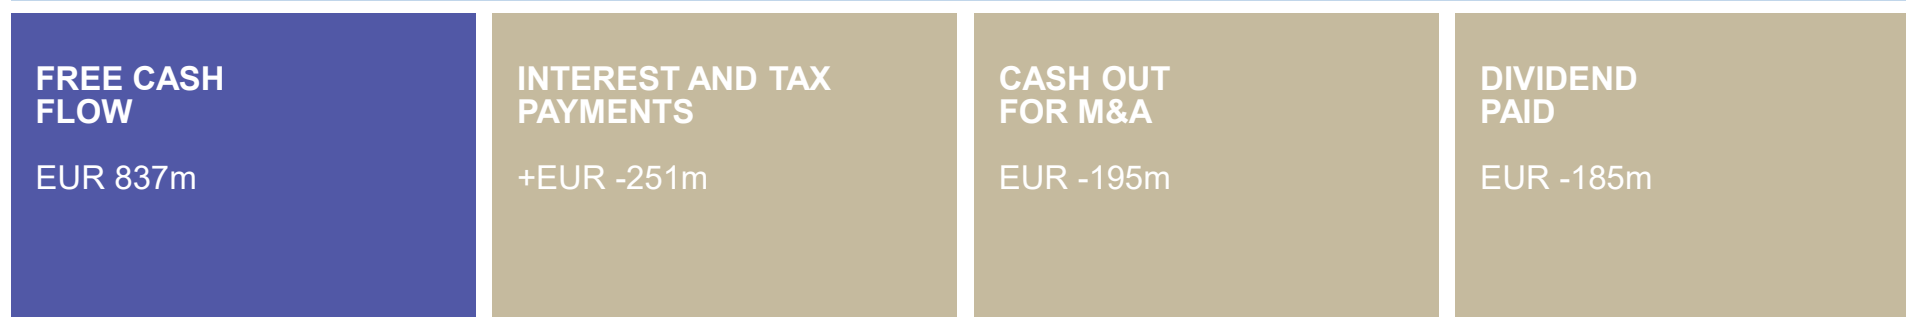 FREE CASH
FLOW
EUR 837m
INTEREST AND TAX
PAYMENTS
+EUR -251m
CASH OUT
FOR M&A
EUR -195m
DIVIDEND
PAID
EUR -185m